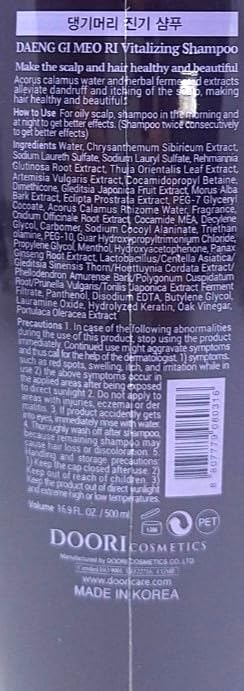 댕기머리 진기 샴푸
DAENG GI MEO RI Vitalizing Shampoo
Make the scalp and hair healthy and beautiful
Acorus calamus water and herbal fermented extracts
alleviate dandruff and itching of the scalp, making
hair healthy and beautiful.
How to Use For oily scalp, shampoo in the morning and
at night to get better effects. (Shampoo twice consecutively
to get better effects)
Ingredients Water, Chrysanthemum Sibiricum Extract,
Sodium Laureth Sulfate, Sodium Lauryl Sulfate, Rehmannia
Glutinosa Root Extract, Thuja Orientalis Leaf Extract,
Artemisia Vulgaris Extract, Cocamidopropyl Betaine,
Dimethicone, Gleditsia Japonica Fruit Extract, Morus Alba
Bark Extract, Eclipta Prostrata Extract, PEG-7 Glyceryl
Cocoate, Acorus Calamus Rhizome Water, Fragrance,
Cnidium Officinale Root Extract, Cocamide MEA, Decylene
Glycol, Carbomer, Sodium Cocoyl Alaninate, Triethan
olamine, PEG-10, Guar Hydroxypropyltrimonium Chloride,
Propylene Glycol, Menthol, Hydroxyacetophenone, Panax
Ginseng Root Extract, Lactobacillus/Centella Asiatica/
Gleditsia Sinensis Thorn/Houttuynia Cordata Extract/
Phellodendron Amurense Bark/Polygonum Cuspidatum
Root/Prunella Vulgaris/Torilis Japonica Extract Ferment
Filtrate, Panthenol, Disodium EDTA, Butylene Glycol,
Lauramine Oxide, Hydrolyzed Keratin, Oak Vinegar,
Portulaca Oleracea Extract
Precautions 1. In case of the following abnormalities
during the use of this product, stop using the product
immediately. Continued use might aggravate symptoms
and thus call for the help of the dermatologist. 1) symptoms
such as red spots, swelling, itch, and irritation while in
use 2) the above symptoms occur in
the applied areas after being exposed
to direct sunlight 2. Do not apply to
areas with injuries, eczema or der
matitis. 3. If product accidently gets
into eyes, immediately rinse with water.
4. Thoroughly wash off after shampoo,
because remaining shampoo may
cause hair loss or discoloration. 5.
Handling and storage precautions
1) Keep the cap closed after use. 2)
Keep out of reach of children. 3)
Keep the product out of direct sunlight
and extreme high or low temperatures.
Volume 16.9 FL OZ / 500 ml
8 807779 080316
12M
PET
DOORI COSMETICS
Manufactured by DOORI COSMETICS CO. LTD.
www.dooricare.com
MADE IN KOREA